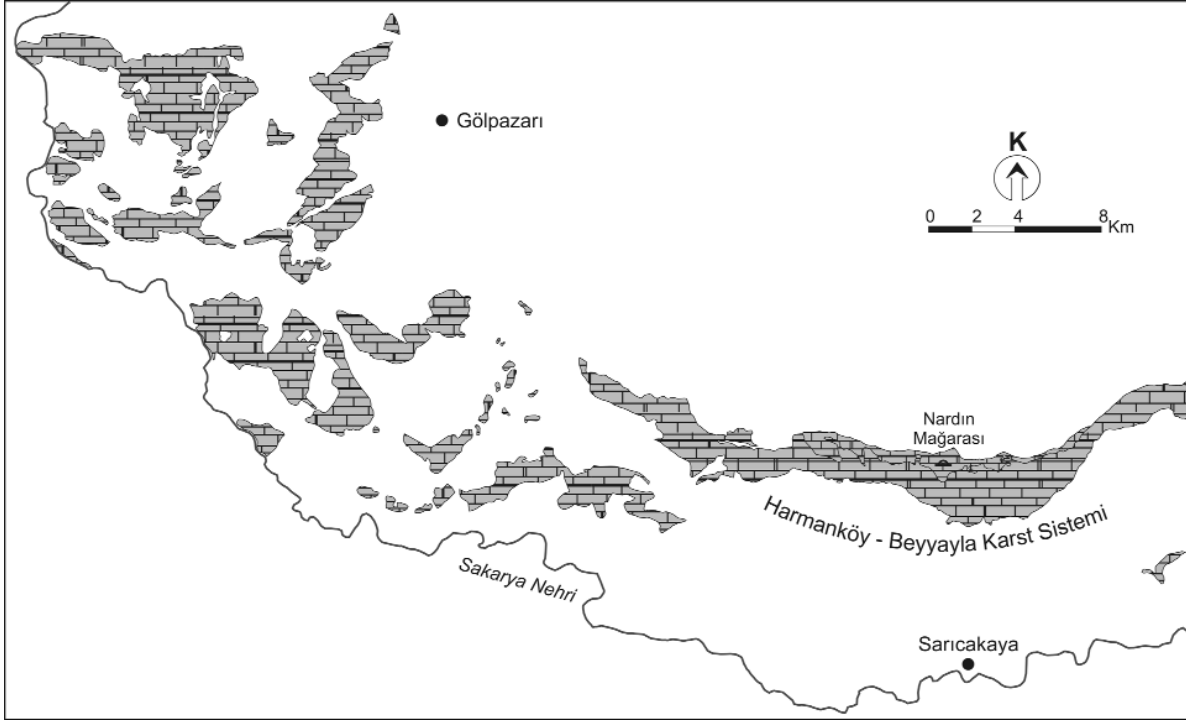 Gölpazarı
K
0 2 4 8 Km
Nardın
Mağarası
Harmanköy - Beyyayla Karst Sistemi
Sakarya Nehri
Sarıcakaya